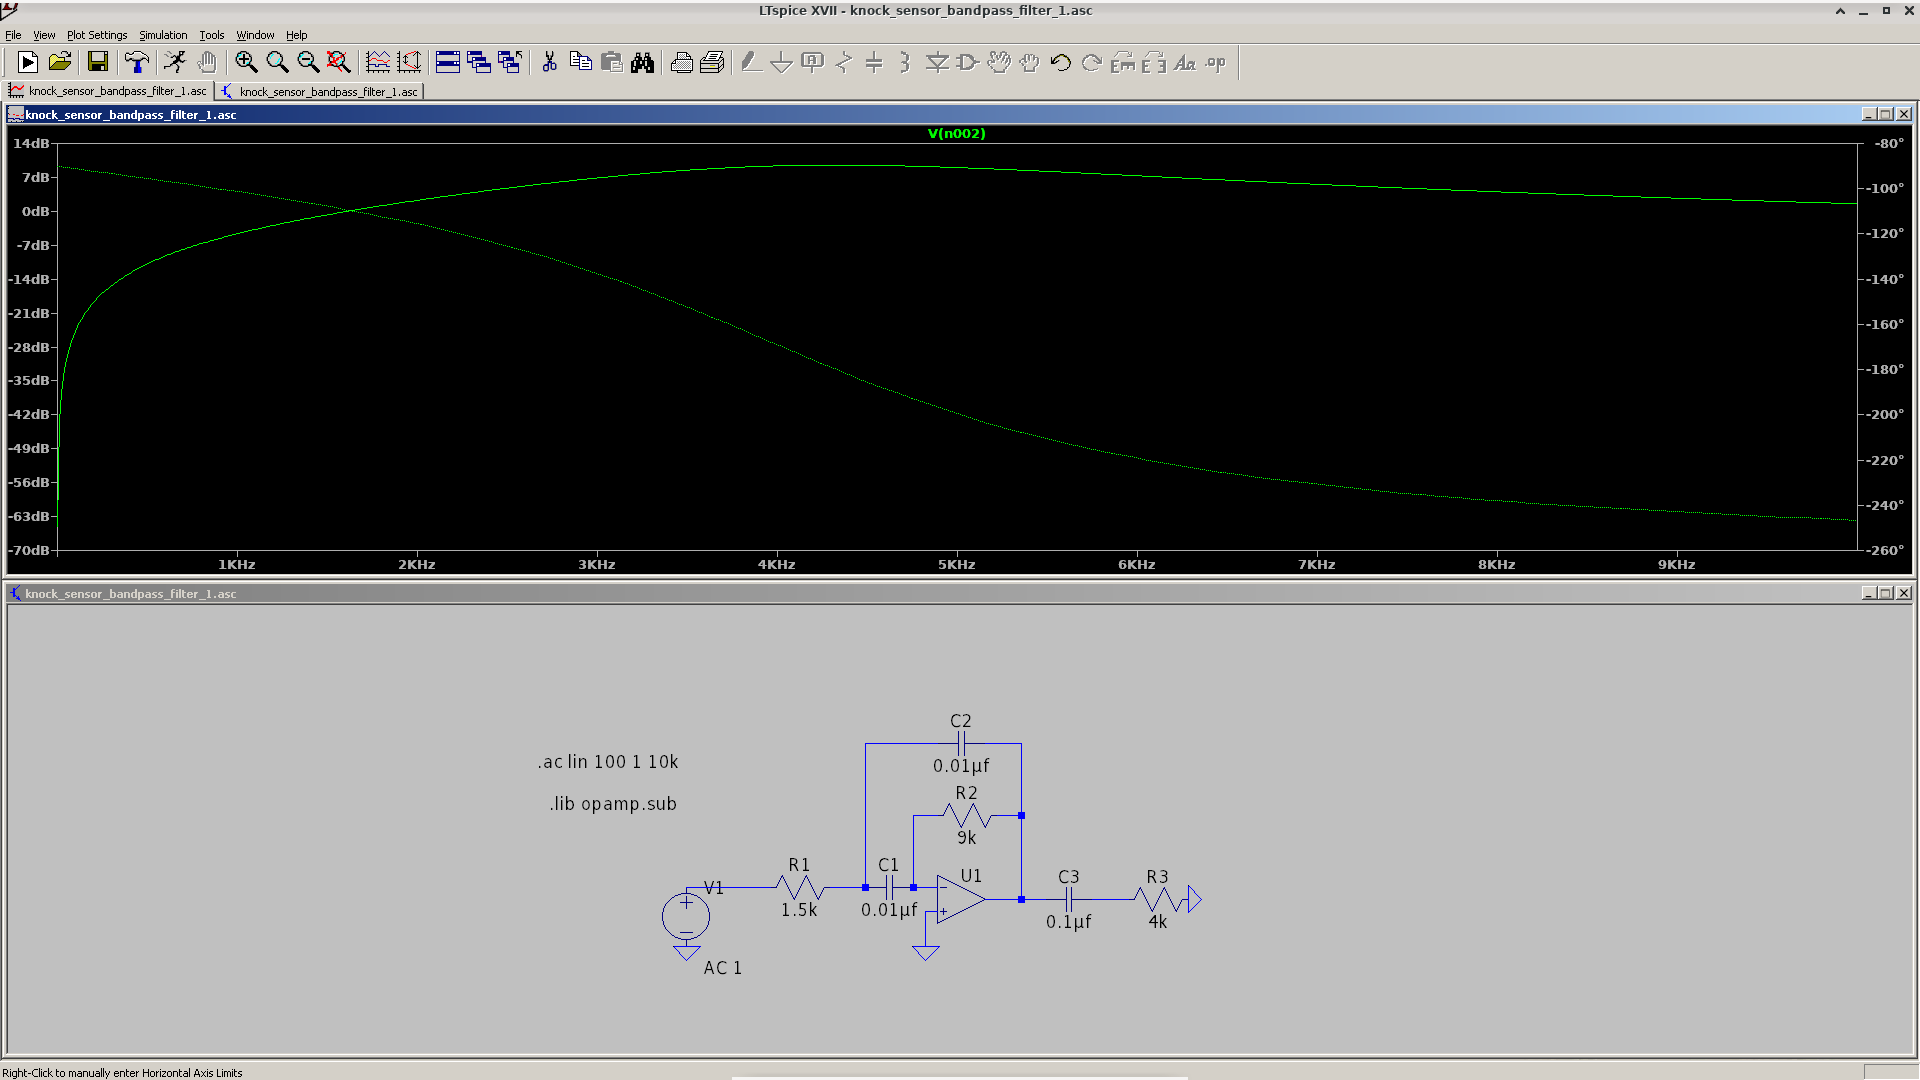 LTspice XVII - knock_sensor_bandpass_filter_1.asc
File View Plot Settings Simulation Tools Window Help
knock_sensor_bandpass_filter_1.asc knock_sensor_bandpass_filter_1.asc
knock_sensor_bandpass_filter_1.asc
V(n002)
14dB -80°
7dB -100°
0dB -120°
-7dB -140°
-14dB -160°
-21dB -180°
-28dB -200°
-35dB -220°
-42dB -240°
-49dB -260°
-56dB
-63dB
-70dB
1KHz 2KHz 3KHz 4KHz 5KHz 6KHz 7KHz 8KHz 9KHz
knock_sensor_bandpass_filter_1.asc
.ac lin 100 1 10k
.lib opamp.sub
C2
0.01µf
R2
9k
R1 C1 U1 C3 R3
V1
1.5k 0.01µf 0.1µf 4k
AC 1
Right-Click to manually enter Horizontal Axis Limits